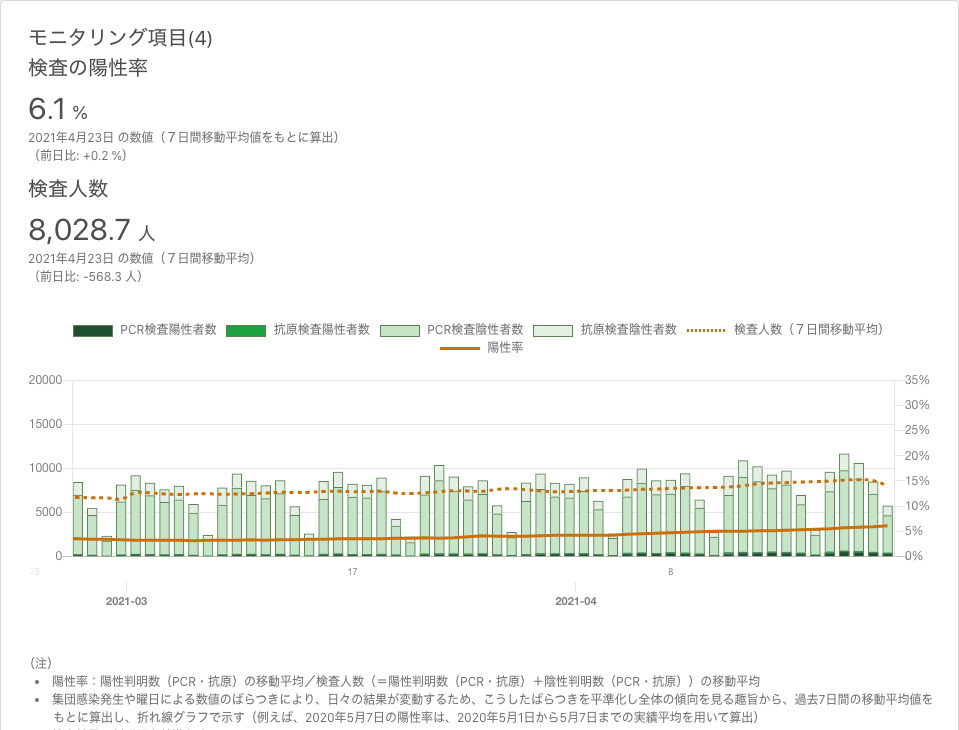 モニタリング項目(4)
検査の陽性率
6.1 %
2021年4月23日 の数値（７日間移動平均値をもとに算出）
（前日比: +0.2 %）
検査人数
8,028.7 人
2021年4月23日 の数値（７日間移動平均）
（前日比: -568.3 人）
PCR検査陽性者数 抗原検査陽性者数 PCR検査陰性者数 抗原検査陰性者数 検査人数（７日間移動平均）
陽性率
20000 35%
30%
15000 25%
20%
10000 15%
5000 10%
5%
0 0%
23 17 8
2021-03 2021-04
（注）
• 陽性率：陽性判明数（PCR・抗原）の移動平均／検査人数（＝陽性判明数（PCR・抗原）＋陰性判明数（PCR・抗原））の移動平均
• 集団感染発生や曜日による数値のばらつきにより、日々の結果が変動するため、こうしたばらつきを平準化し全体の傾向を見る趣旨から、過去7日間の移動平均値を
もとに算出し、折れ線グラフで示す（例えば、2020年5月7日の陽性率は、2020年5月1日から5月7日までの実績平均を用いて算出）